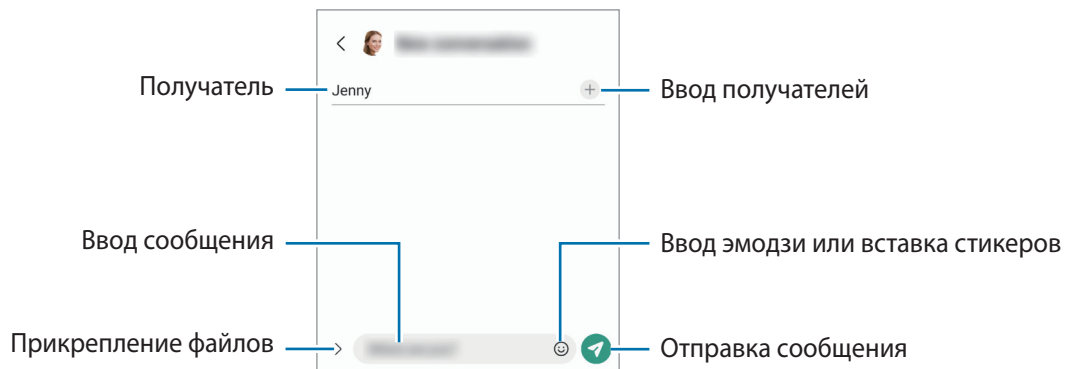 Получатель
Jenny
Ввод получателей
Ввод сообщения
Ввод эмодзи или вставка стикеров
Прикрепление файлов
Отправка сообщения